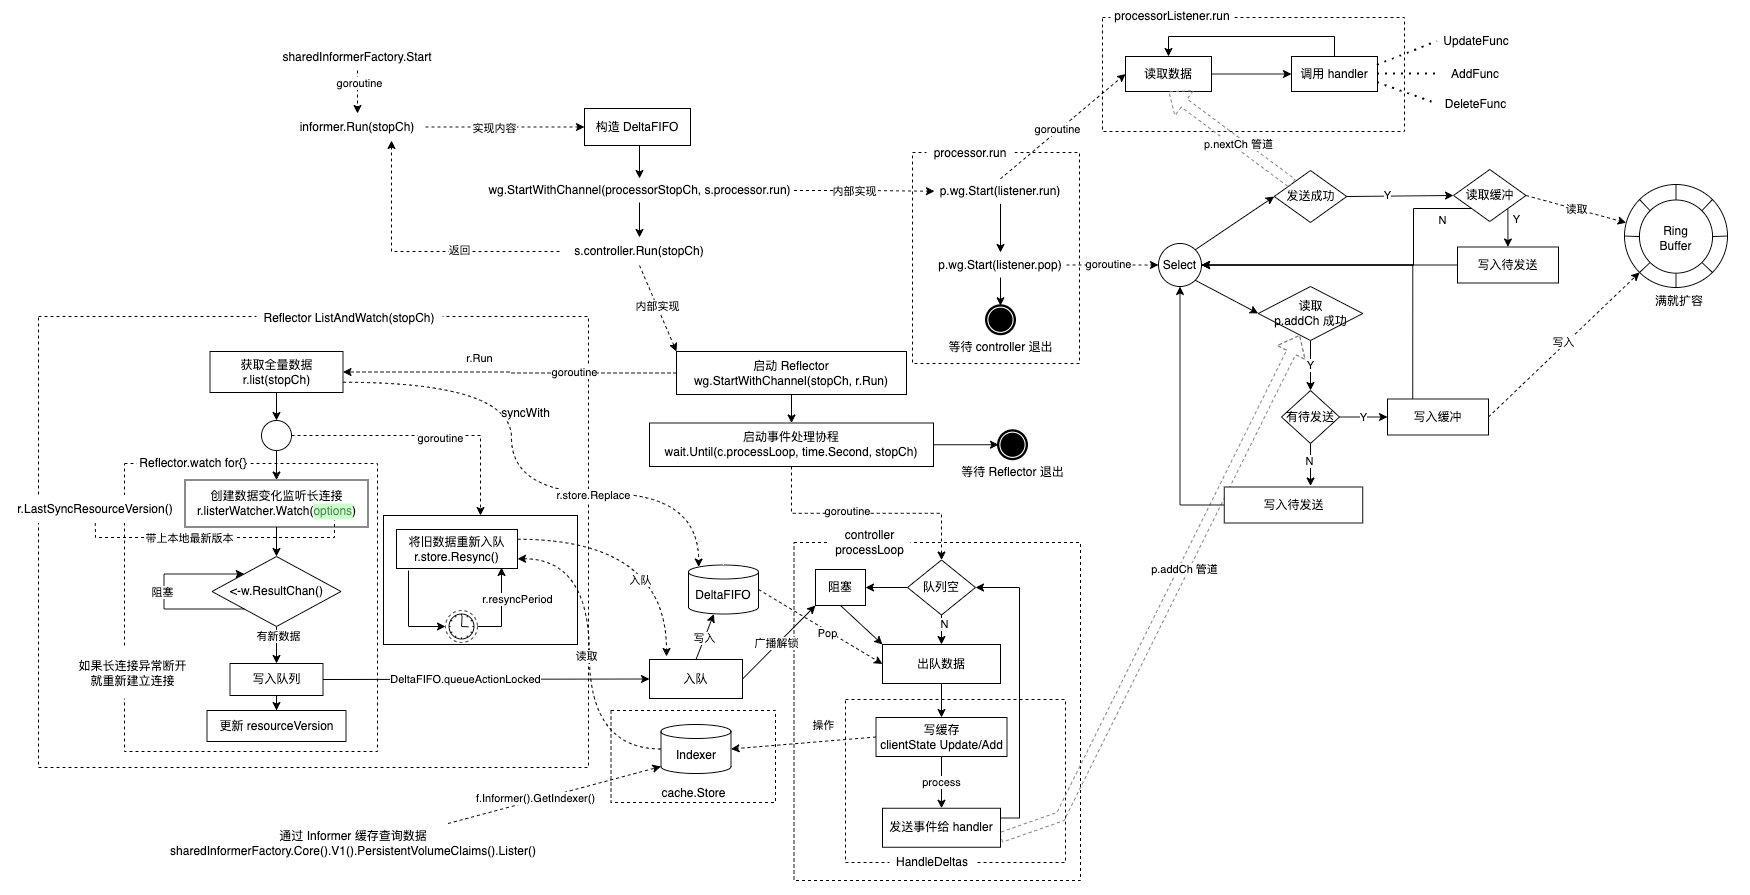 sharedInformerFactory.Start
goroutine
informer.Run(stopCh)
实现内容
构造 DeltaFIFO
wg.StartWithChannel(processorStopCh, s.processor.run)
内部实现
返回
s.controller.Run(stopCh)
内部实现
processor.run
p.wg.Start(listener.run)
p.wg.Start(listener.pop)
等待 controller 退出
goroutine
goroutine
processorListener.run
读取数据
调用 handler
UpdateFunc
AddFunc
DeleteFunc
p.nextCh 管道
发送成功
Y
读取缓冲
N
Y
读取
Ring
Buffer
满就扩容
写入待发送
Select
读取
p.addCh 成功
Y
有待发送
Y
写入缓冲
写入
N
写入待发送
p.addCh 管道
Reflector ListAndWatch(stopCh)
获取全量数据
r.list(stopCh)
r.Run
goroutine
启动 Reflector
wg.StartWithChannel(stopCh, r.Run)
syncWith
goroutine
启动事件处理协程
wait.Until(c.processLoop, time.Second, stopCh)
等待 Reflector 退出
Reflector.watch for{}
创建数据变化监听长连接
r.listerWatcher.Watch(options)
r.LastSyncResourceVersion()
带上本地最新版本
r.store.Replace
goroutine
将旧数据重新入队
r.store.Resync()
r.resyncPeriod
<-w.ResultChan()
阻塞
有新数据
如果长连接异常断开
就重新建立连接
写入队列
更新 resourceVersion
DeltaFIFO.queueActionLocked
入队
读取
DeltaFIFO
写入
入队
广播解锁
Pop
controller
processLoop
阻塞
队列空
N
出队数据
操作
写缓存
clientState Update/Add
process
发送事件给 handler
HandleDeltas
Indexer
cache.Store
f.Informer().GetIndexer()
通过 Informer 缓存查询数据
sharedInformerFactory.Core().V1().PersistentVolumeClaims().Lister()